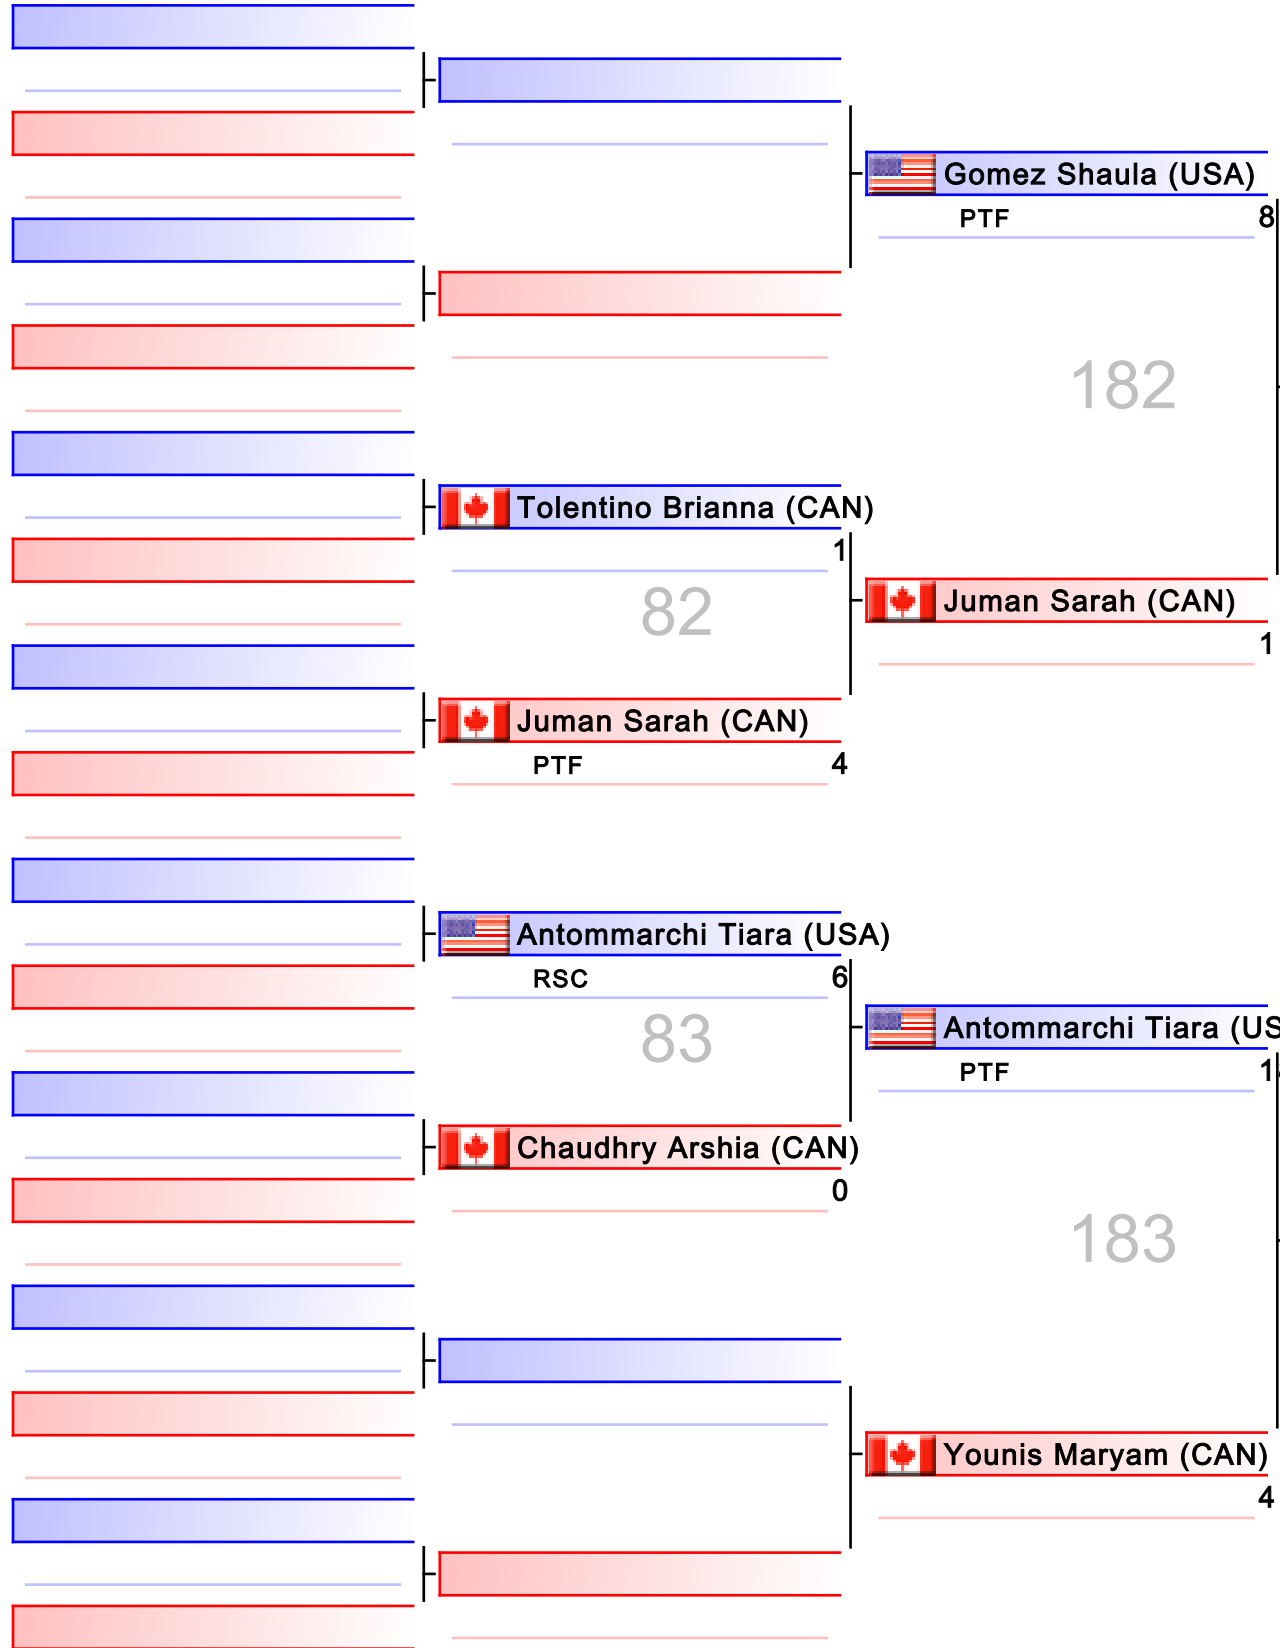 Gomez Shaula (USA)
PTF 8
182
Tolentino Brianna (CAN)
1
82
Juman Sarah (CAN)
1
Juman Sarah (CAN)
PTF 4
Antommarchi Tiara (USA)
RSC 6
83
Antommarchi Tiara (US
PTF 1
Chaudhry Arshia (CAN)
0
183
Younis Maryam (CAN)
4